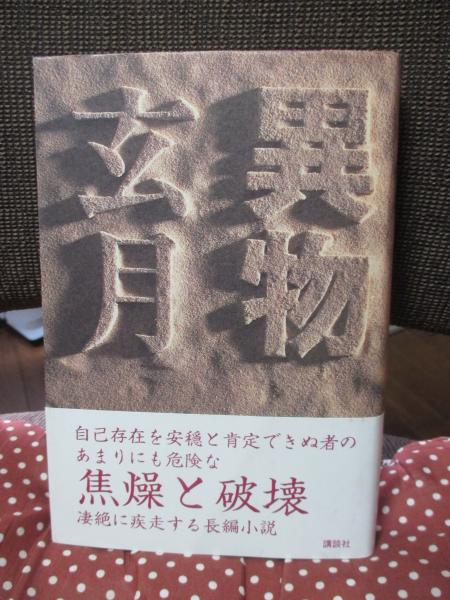 異物
玄月
自己存在を安穏と肯定できぬ者の
あまりにも危険な
焦燥と破壊
凄絶に疾走する長編小説
講談社